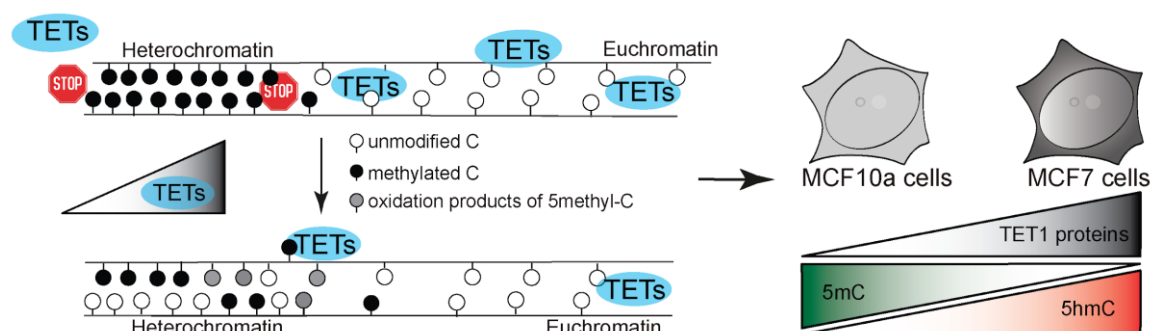 TETs
Heterochromatin
TETs
Euchromatin
STOP
STOP
TETs
TETs
unmodified C
methylated C
oxidation products of 5methyl-C
TETs
TETs
TETs
Heterochromatin
Euchromatin
MCF10a cells
MCF7 cells
TET1 proteins
5mC
5hmC